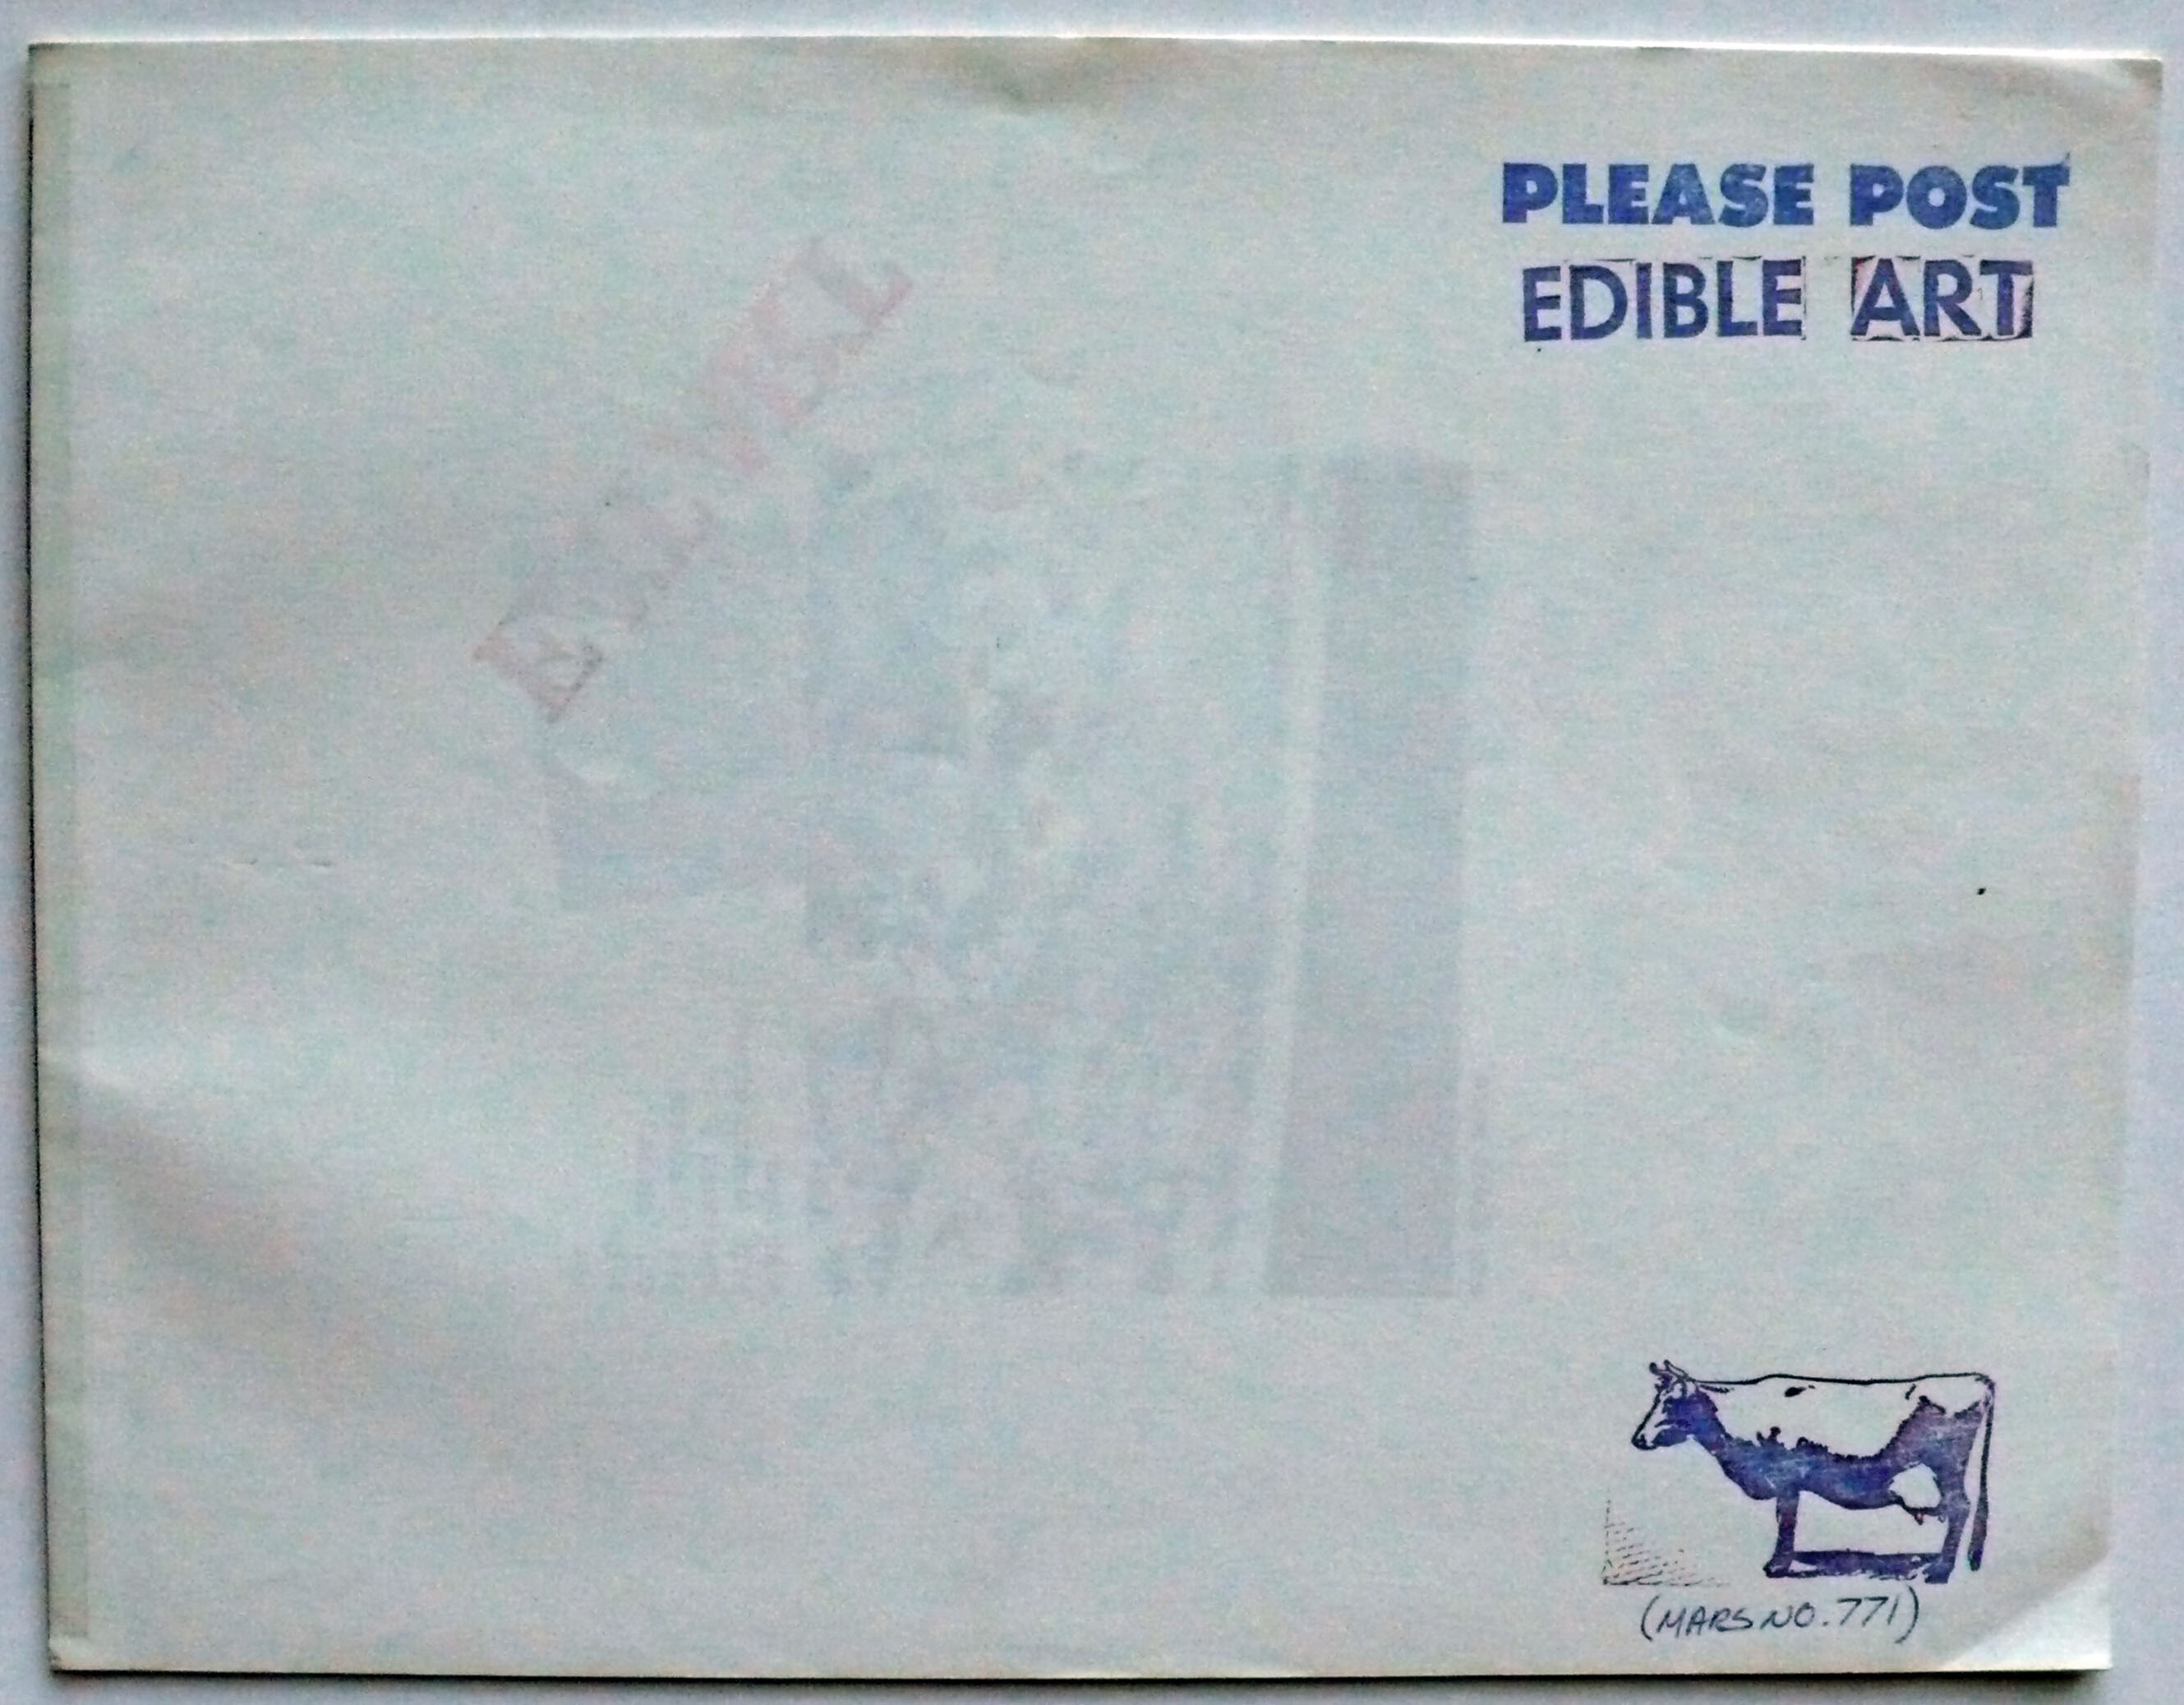 PLEASE POST
EDIBLE ART
(MARS NO. 771)